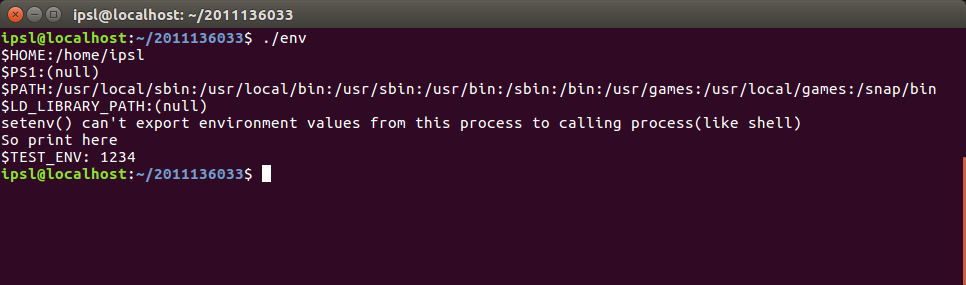 ipsl@localhost: ~/2011136033
ipsl@localhost:~/2011136033$ ./env
$HOME:/home/ipsl
$PS1:(null)
$PATH:/usr/local/sbin:/usr/local/bin:/usr/sbin:/usr/bin:/sbin:/bin:/usr/games:/usr/local/games:/snap/bin
$LD_LIBRARY_PATH:(null)
setenv() can't export environment values from this process to calling process(like shell)
So print here
$TEST_ENV: 1234
ipsl@localhost:~/2011136033$